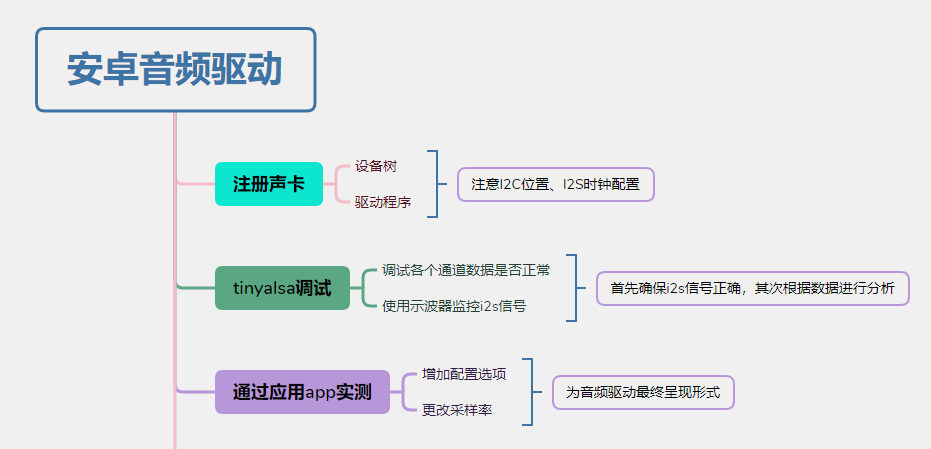 安卓音频驱动
注册声卡
设备树
驱动程序
注意I2C位置、I2S时钟配置
tinyalsa调试
调试各个通道数据是否正常
使用示波器监控i2s信号
首先确保i2s信号正确，其次根据数据进行分析
通过应用app实测
增加配置选项
更改采样率
为音频驱动最终呈现形式